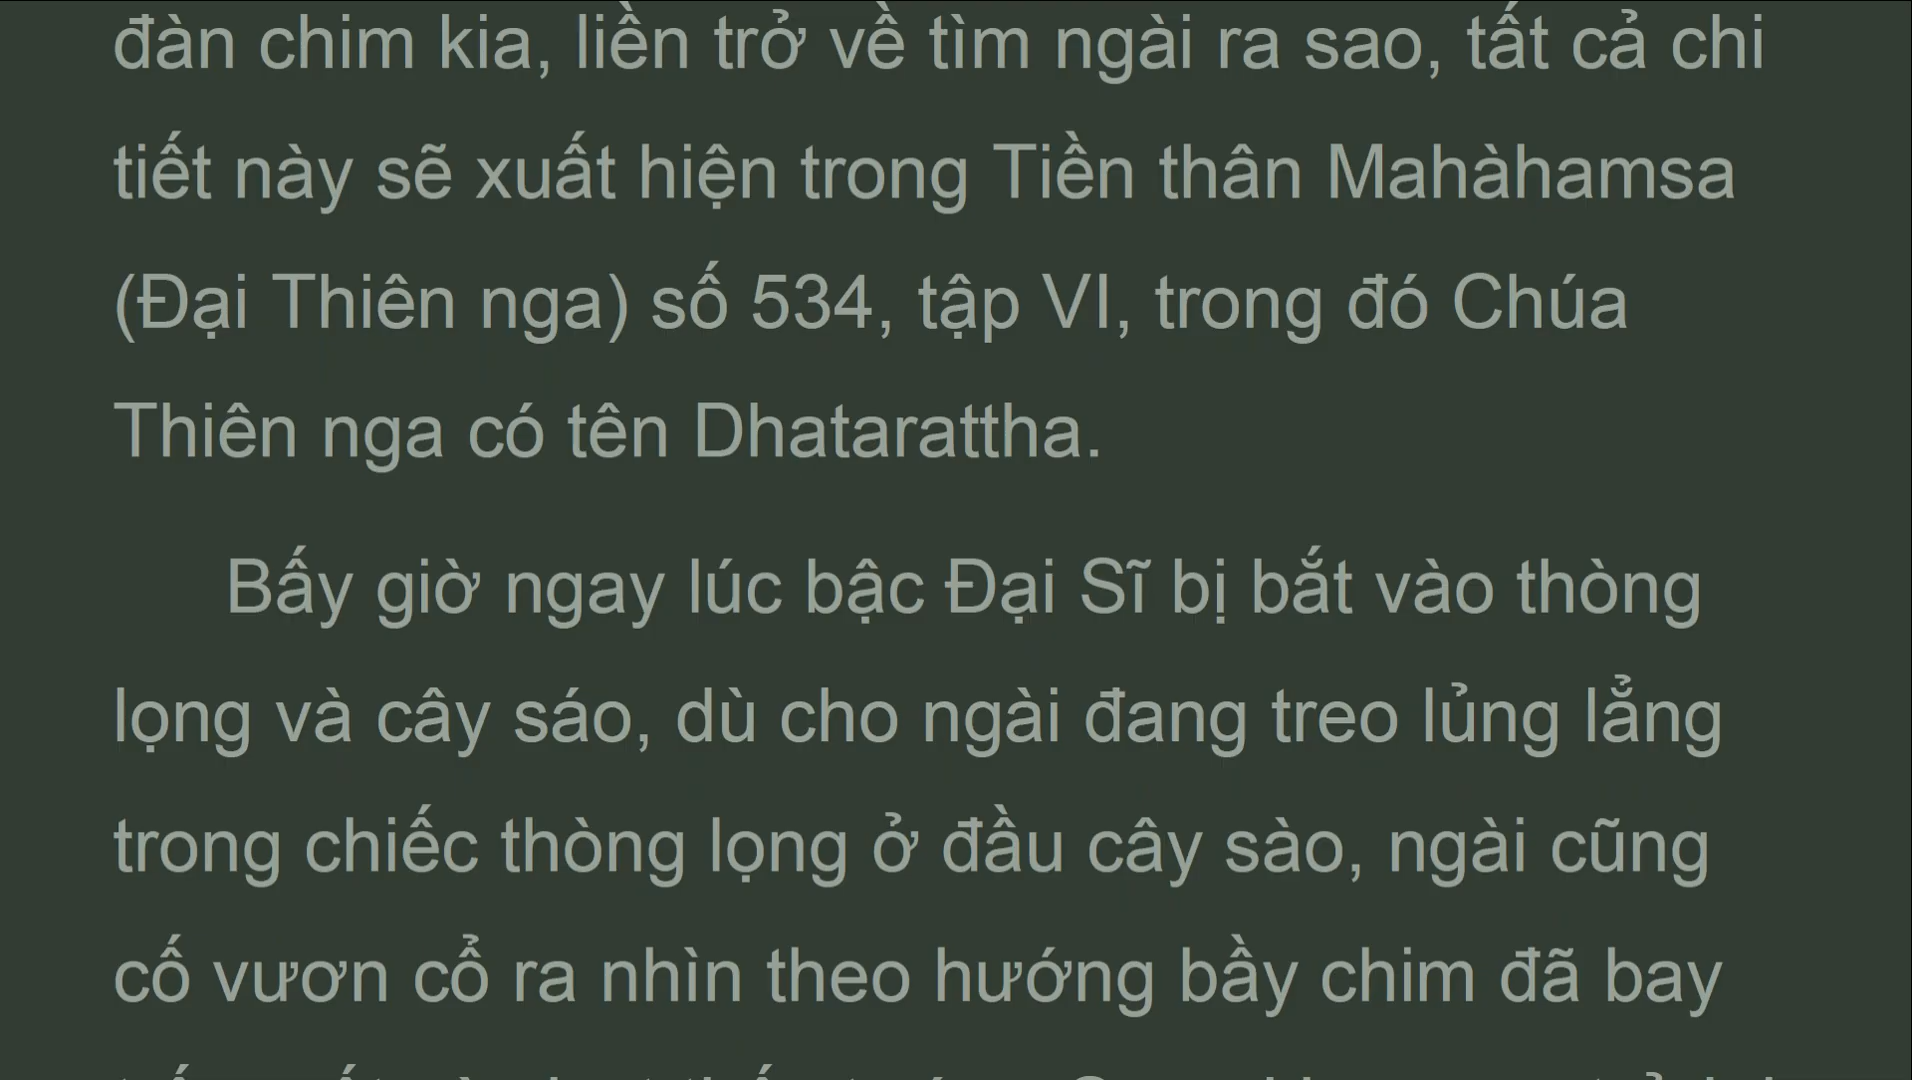 đàn chim kia, liền trở về tìm ngài ra sao, tất cả chi
tiết này sẽ xuất hiện trong Tiền thân Mahàhamsa
(Đại Thiên nga) số 534, tập VI, trong đó Chúa
Thiên nga có tên Dhatarattha.
Bấy giờ ngay lúc bậc Đại Sĩ bị bắt vào thòng
lọng và cây sáo, dù cho ngài đang treo lủng lẳng
trong chiếc thòng lọng ở đầu cây sào, ngài cũng
cố vươn cổ ra nhìn theo hướng bầy chim đã bay